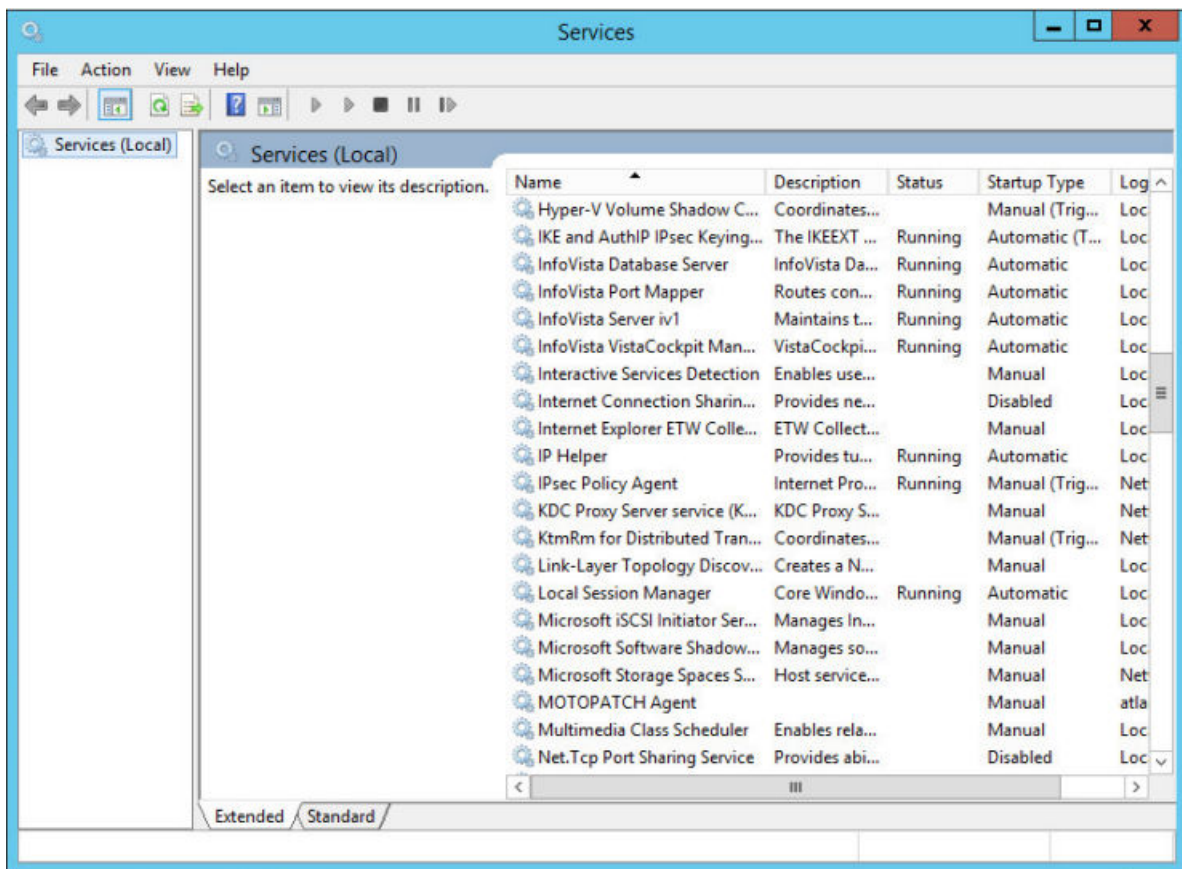 Services
File Action View Help
Services (Local)
Services (Local)
Select an item to view its description.
Name Description Status Startup Type Log
Hyper-V Volume Shadow C... Coordinates... Manual (Trig... Loc
IKE and AuthIP IPsec Keying... The IKEEXT ... Running Automatic (T... Loc
InfoVista Database Server InfoVista Da... Running Automatic Loc
InfoVista Port Mapper Routes con... Running Automatic Loc
InfoVista Server iv1 Maintains t... Running Automatic Loc
InfoVista VistaCockpit Man... VistaCockpi... Running Automatic Loc
Interactive Services Detection Enables use... Manual Loc
Internet Connection Sharin... Provides ne... Disabled Loc
Internet Explorer ETW Colle... ETW Collect... Manual Loc
IP Helper Provides tu... Running Automatic Loc
IPsec Policy Agent Internet Pro... Running Manual (Trig... Net
KDC Proxy Server service (K... KDC Proxy S... Manual Net
KtmRm for Distributed Tran... Coordinates... Manual (Trig... Net
Link-Layer Topology Discov... Creates a N... Manual Loc
Local Session Manager Core Windo... Running Automatic Loc
Microsoft iSCSI Initiator Ser... Manages In... Manual Loc
Microsoft Software Shadow... Manages so... Manual Loc
Microsoft Storage Spaces S... Host service... Manual Net
MOTOPATCH Agent Manual atla
Multimedia Class Scheduler Enables rela... Manual Loc
Net.Tcp Port Sharing Service Provides abi... Disabled Loc
Extended Standard